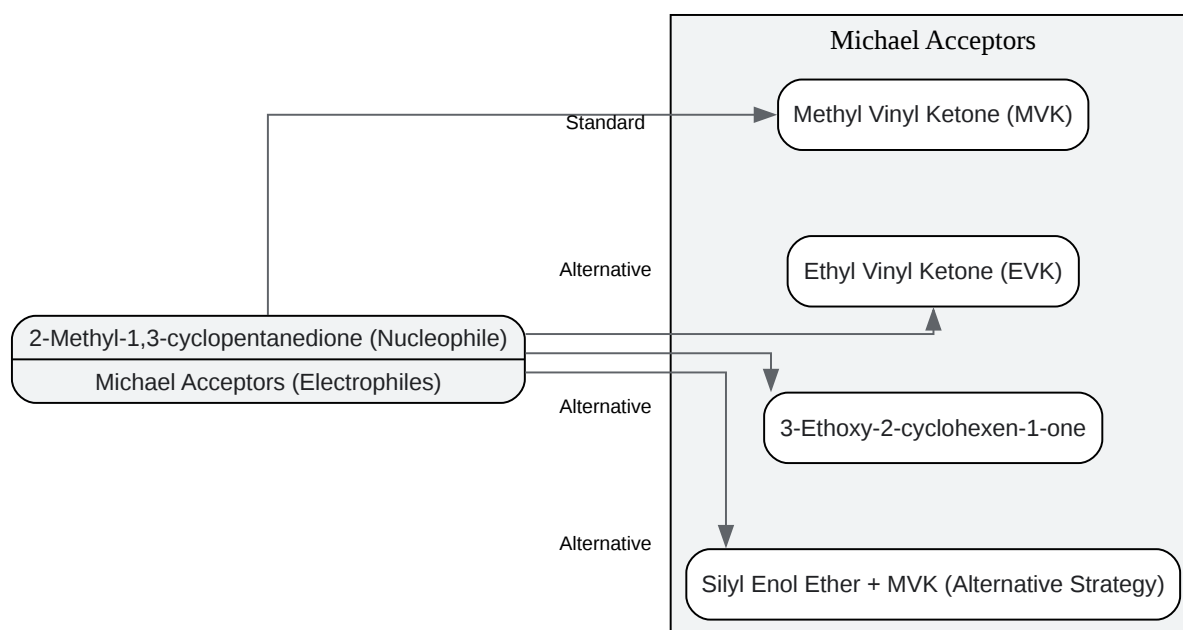 Michael Acceptors
Standard
Methyl Vinyl Ketone (MVK)
Alternative
Ethyl Vinyl Ketone (EVK)
2-Methyl-1,3-cyclopentanedione (Nucleophile)
Michael Acceptors (Electrophiles)
Alternative
3-Ethoxy-2-cyclohexen-1-one
Alternative
Silyl Enol Ether + MVK (Alternative Strategy)